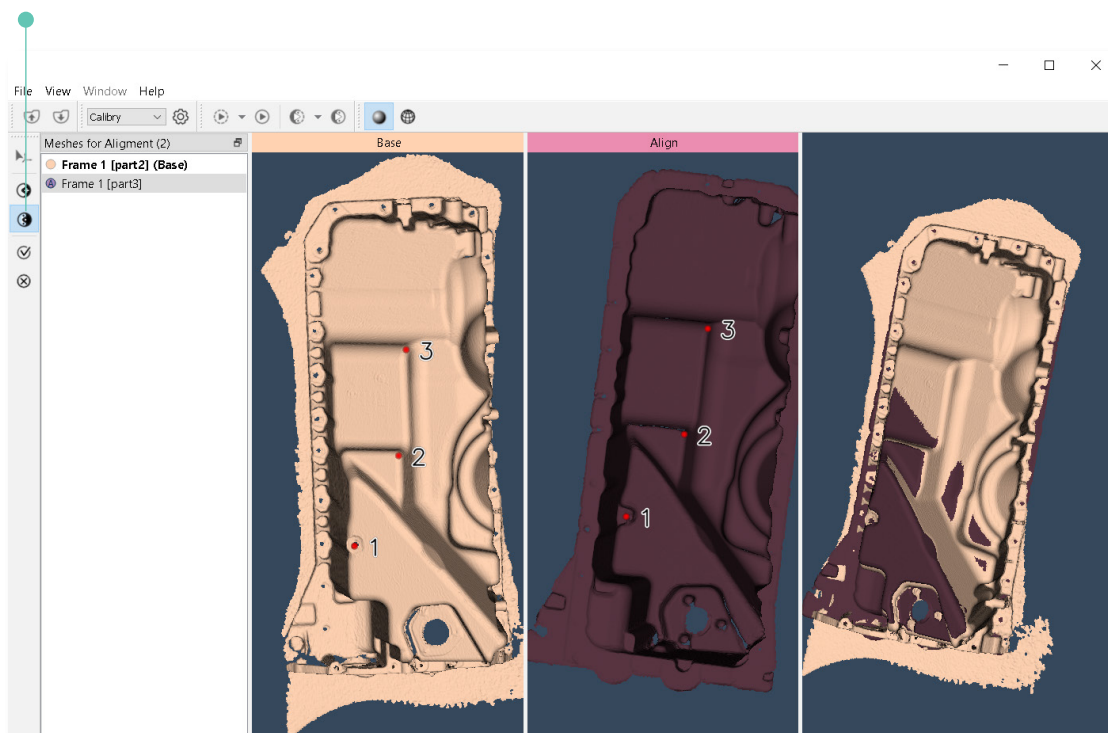 File View Window Help
Calibry
Meshes for Aligment (2)
Base
Align
Frame 1 [part2] (Base)
A Frame 1 [part3]
3
2
1
3
2
1